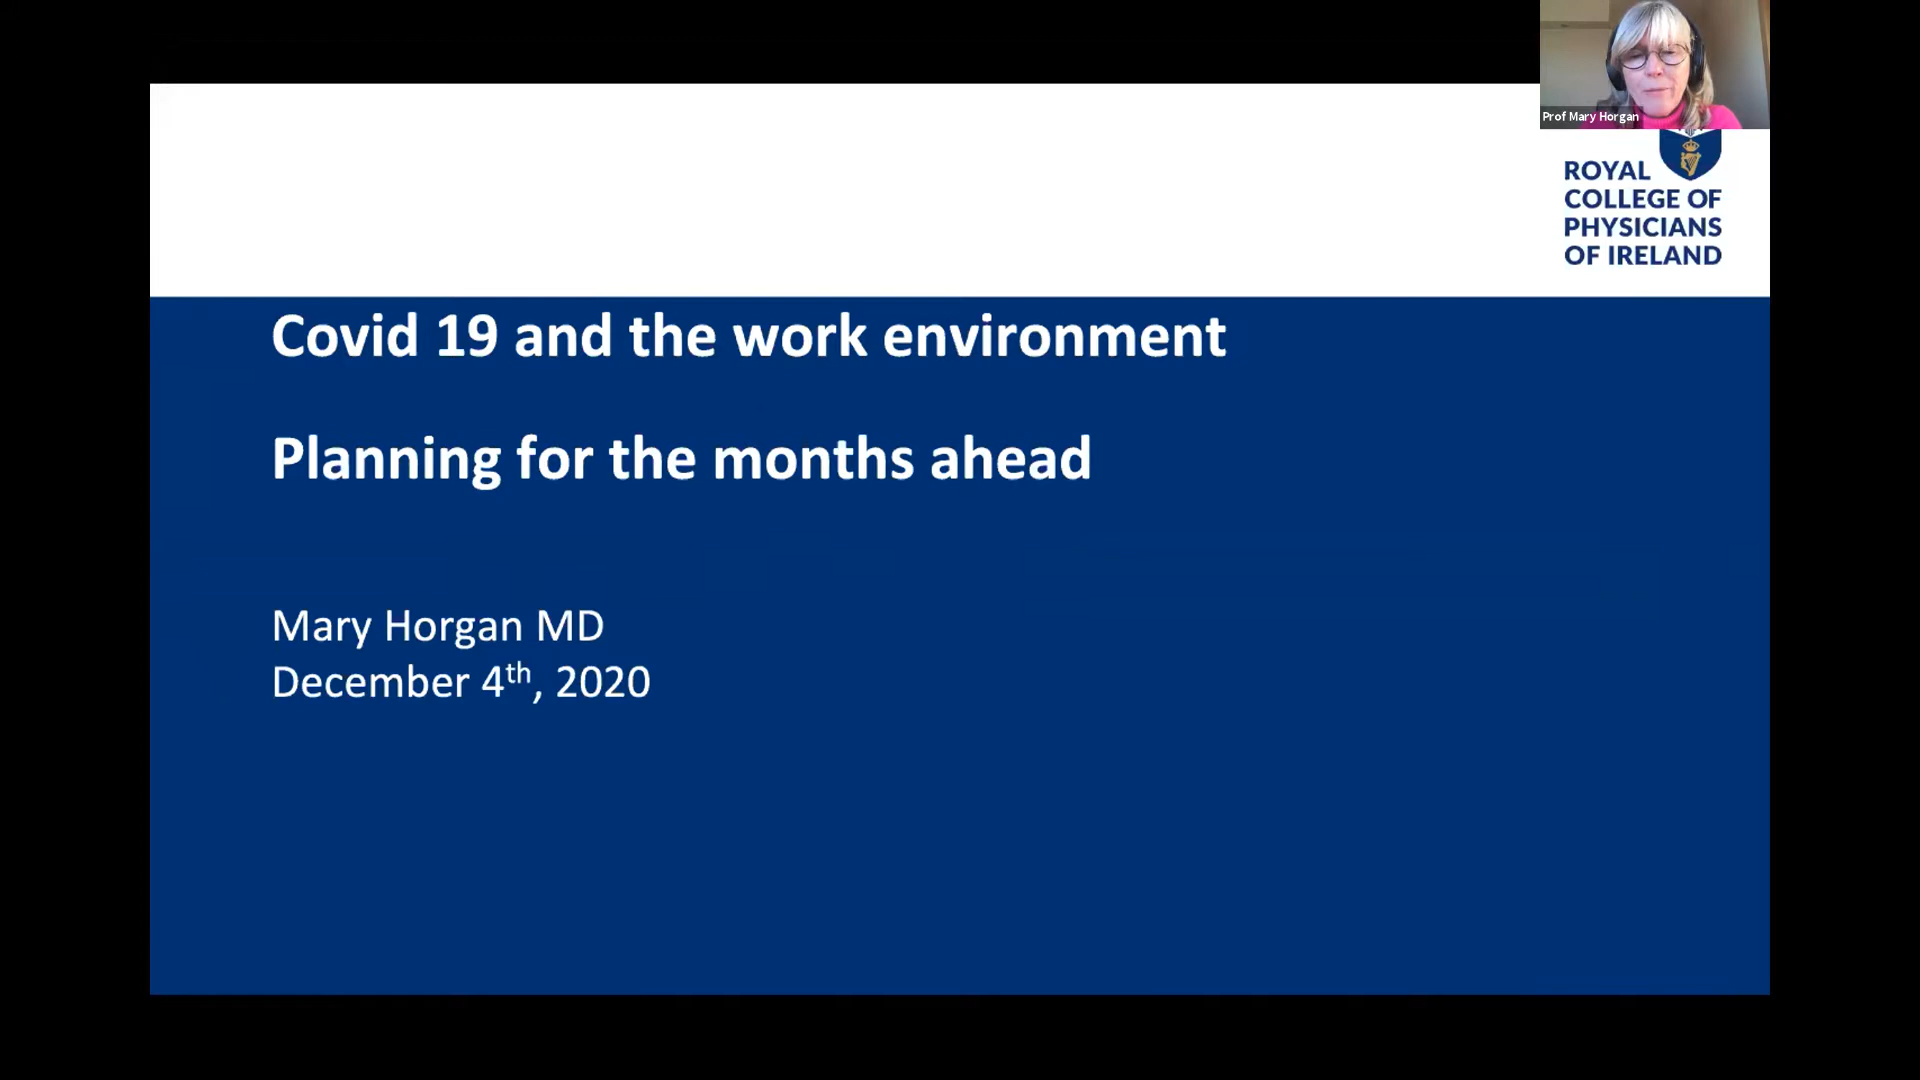 Prof Mary Horgan
ROYAL
COLLEGE OF
PHYSICIANS
OF IRELAND
Covid 19 and the work environment
Planning for the months ahead
Mary Horgan MD
December 4th, 2020